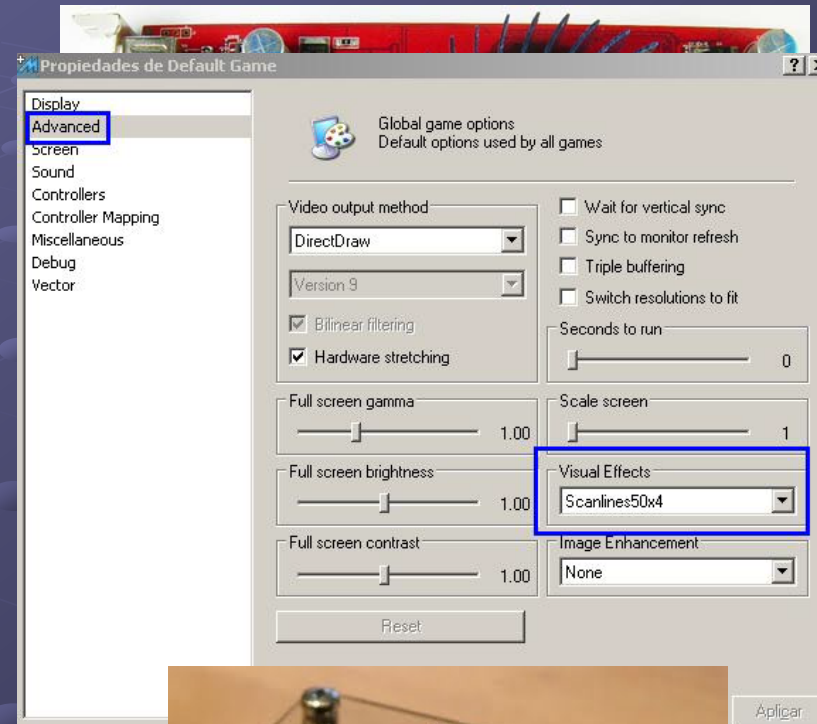 Propiedades de Default Game
Display
Advanced
Screen
Sound
Controllers
Controller Mapping
Miscellaneous
Debug
Vector
Global game options
Default options used by all games
Video output method
DirectDraw
Version 9
Bilinear filtering
Hardware stretching
Wait for vertical sync
Sync to monitor refresh
Triple buffering
Switch resolutions to fit
Seconds to run
0
Full screen gamma
1.00
Scale screen
1
Full screen brightness
1.00
Visual Effects
Scanlines50x4
Full screen contrast
1.00
Image Enhancement
None
Reset
Aplicar